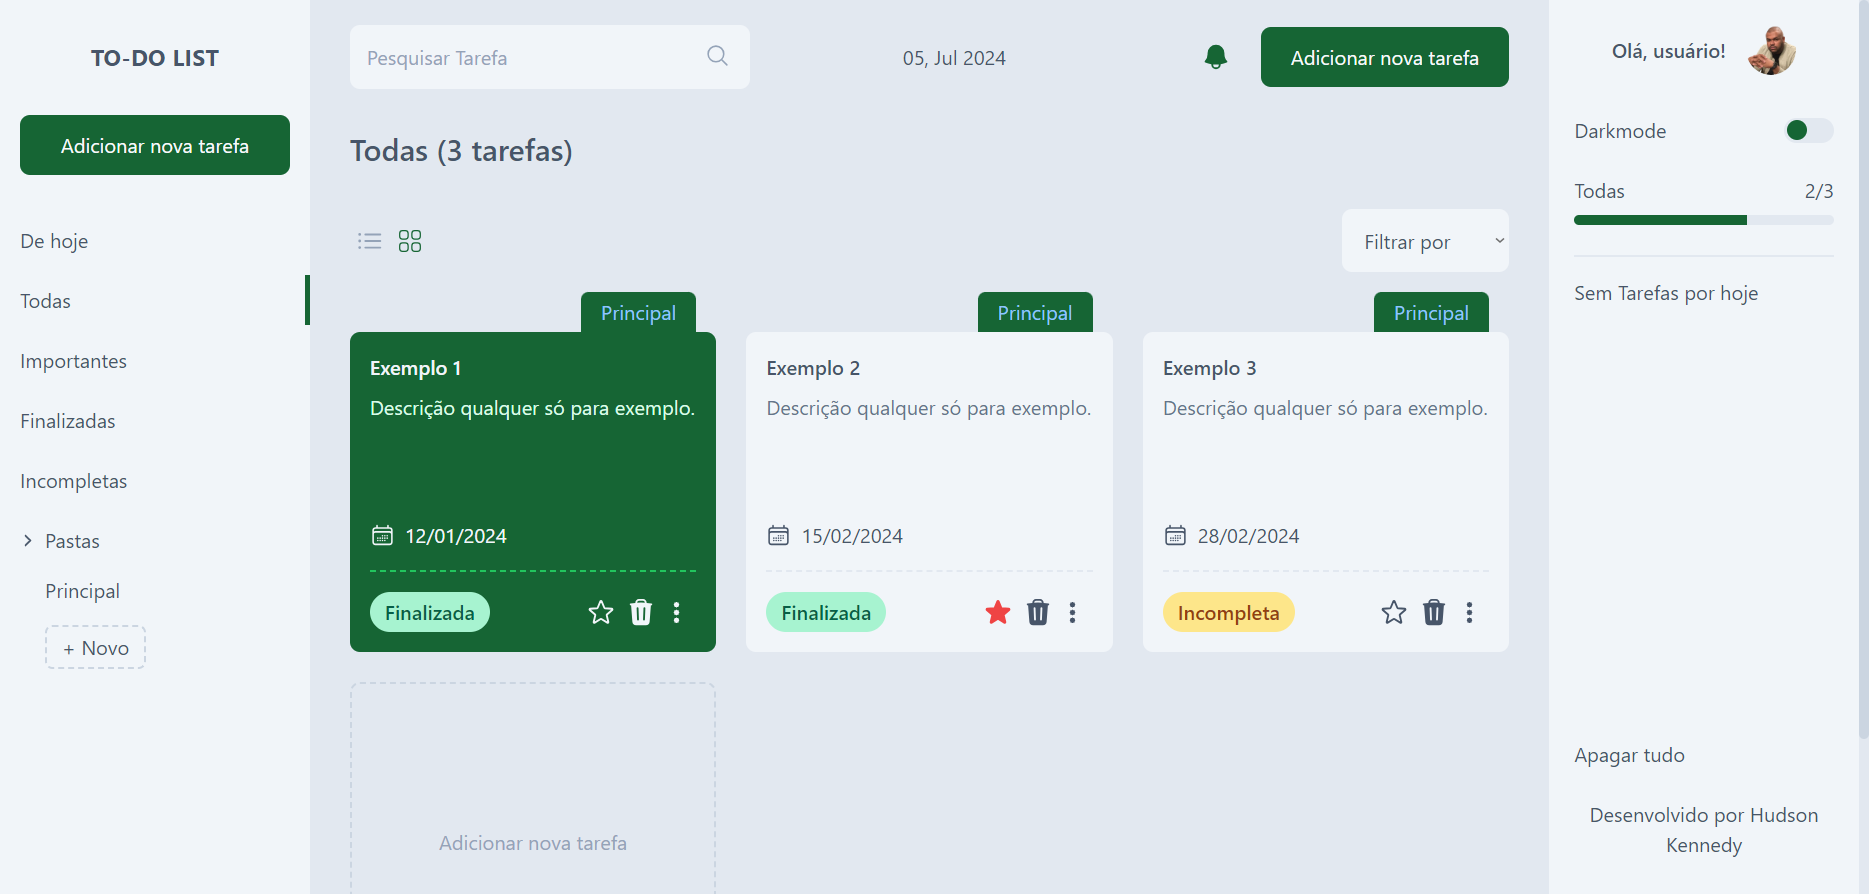 TO-DO LIST
Adicionar nova tarefa
De hoje
Todas
Importantes
Finalizadas
Incompletas
Pastas
Principal
+ Novo
Pesquisar Tarefa
05, Jul 2024
Adicionar nova tarefa
Todas (3 tarefas)
Filtrar por
Principal
Exemplo 1
Descrição qualquer só para exemplo.
12/01/2024
Finalizada
Principal
Exemplo 2
Descrição qualquer só para exemplo.
15/02/2024
Finalizada
Principal
Exemplo 3
Descrição qualquer só para exemplo.
28/02/2024
Incompleta
Adicionar nova tarefa
Olá, usuário!
Darkmode
Todas 2/3
Sem Tarefas por hoje
Apagar tudo
Desenvolvido por Hudson
Kennedy